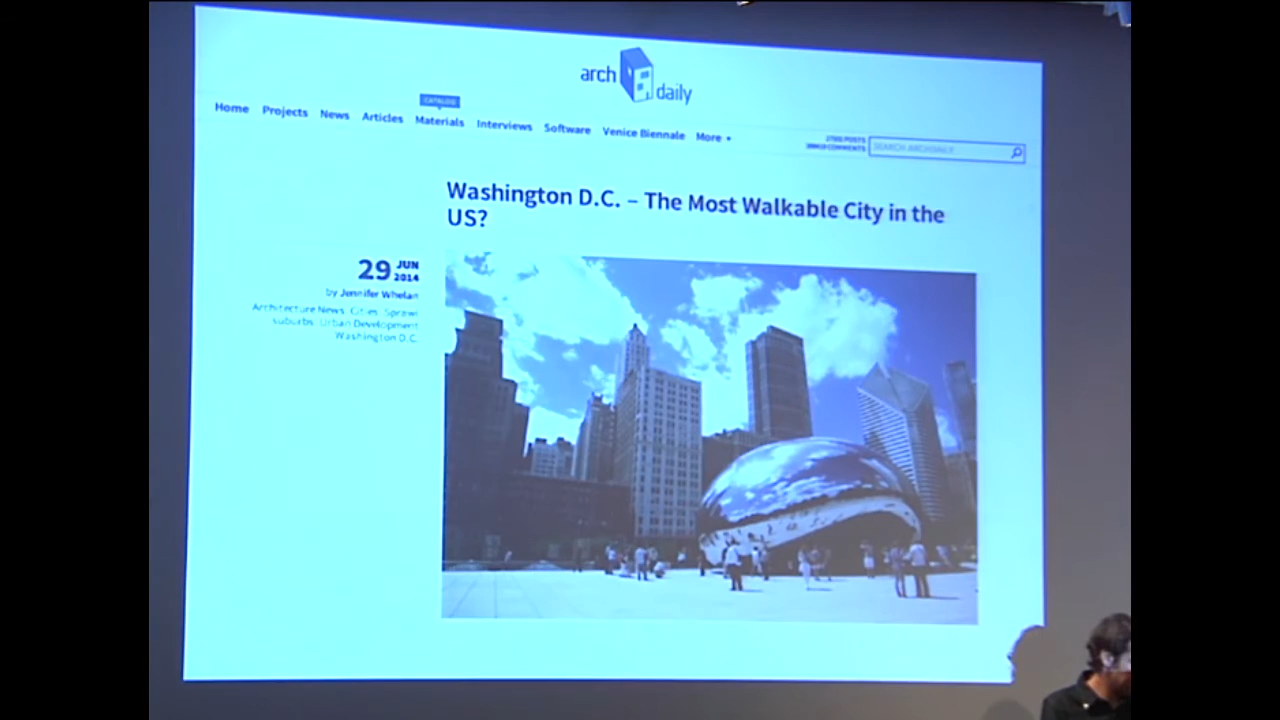 arch daily
CATALOG
Home Projects News Articles Materials Interviews Software Venice Biennale More
SEARCH ARCHDAILY
Washington D.C. – The Most Walkable City in the
US?
29 JUN
2014
by Jennifer Whelan
Architecture News Cities Sprawl
suburbs Urban Development
Washington D.C.